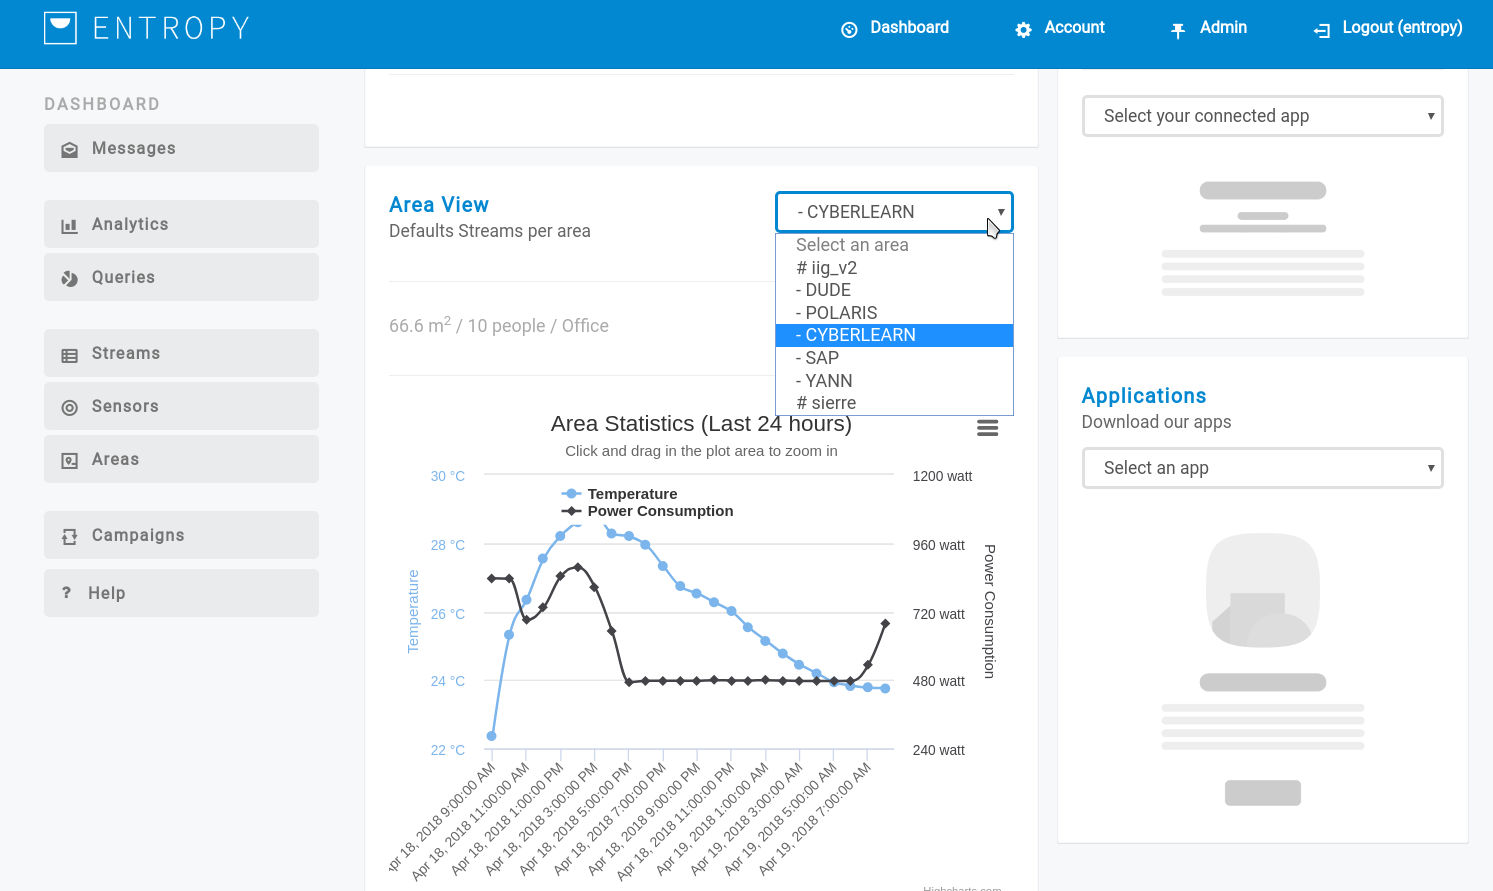 ENTROPY
Dashboard
Account
Admin
Logout (entropy)
DASHBOARD
Messages
Analytics
Queries
Streams
Sensors
Areas
Campaigns
? Help
Area View
Defaults Streams per area
- CYBERLEARN
Select an area
# iig_v2
- DUDE
- POLARIS
- CYBERLEARN
- SAP
- YANN
# sierre
66.6 m² / 10 people / Office
Area Statistics (Last 24 hours)
Click and drag in the plot area to zoom in
Temperature
Power Consumption
30 °C
28 °C
26 °C
24 °C
22 °C
Temperature
1200 watt
960 watt
720 watt
480 watt
240 watt
Power Consumption
Apr 18, 2018 9:00:00 AM
Apr 18, 2018 11:00:00 AM
Apr 18, 2018 1:00:00 PM
Apr 18, 2018 3:00:00 PM
Apr 18, 2018 5:00:00 PM
Apr 18, 2018 7:00:00 PM
Apr 18, 2018 9:00:00 PM
Apr 18, 2018 11:00:00 PM
Apr 19, 2018 1:00:00 AM
Apr 19, 2018 3:00:00 AM
Apr 19, 2018 5:00:00 AM
Apr 19, 2018 7:00:00 AM
Highcharts.com
Select your connected app
Applications
Download our apps
Select an app